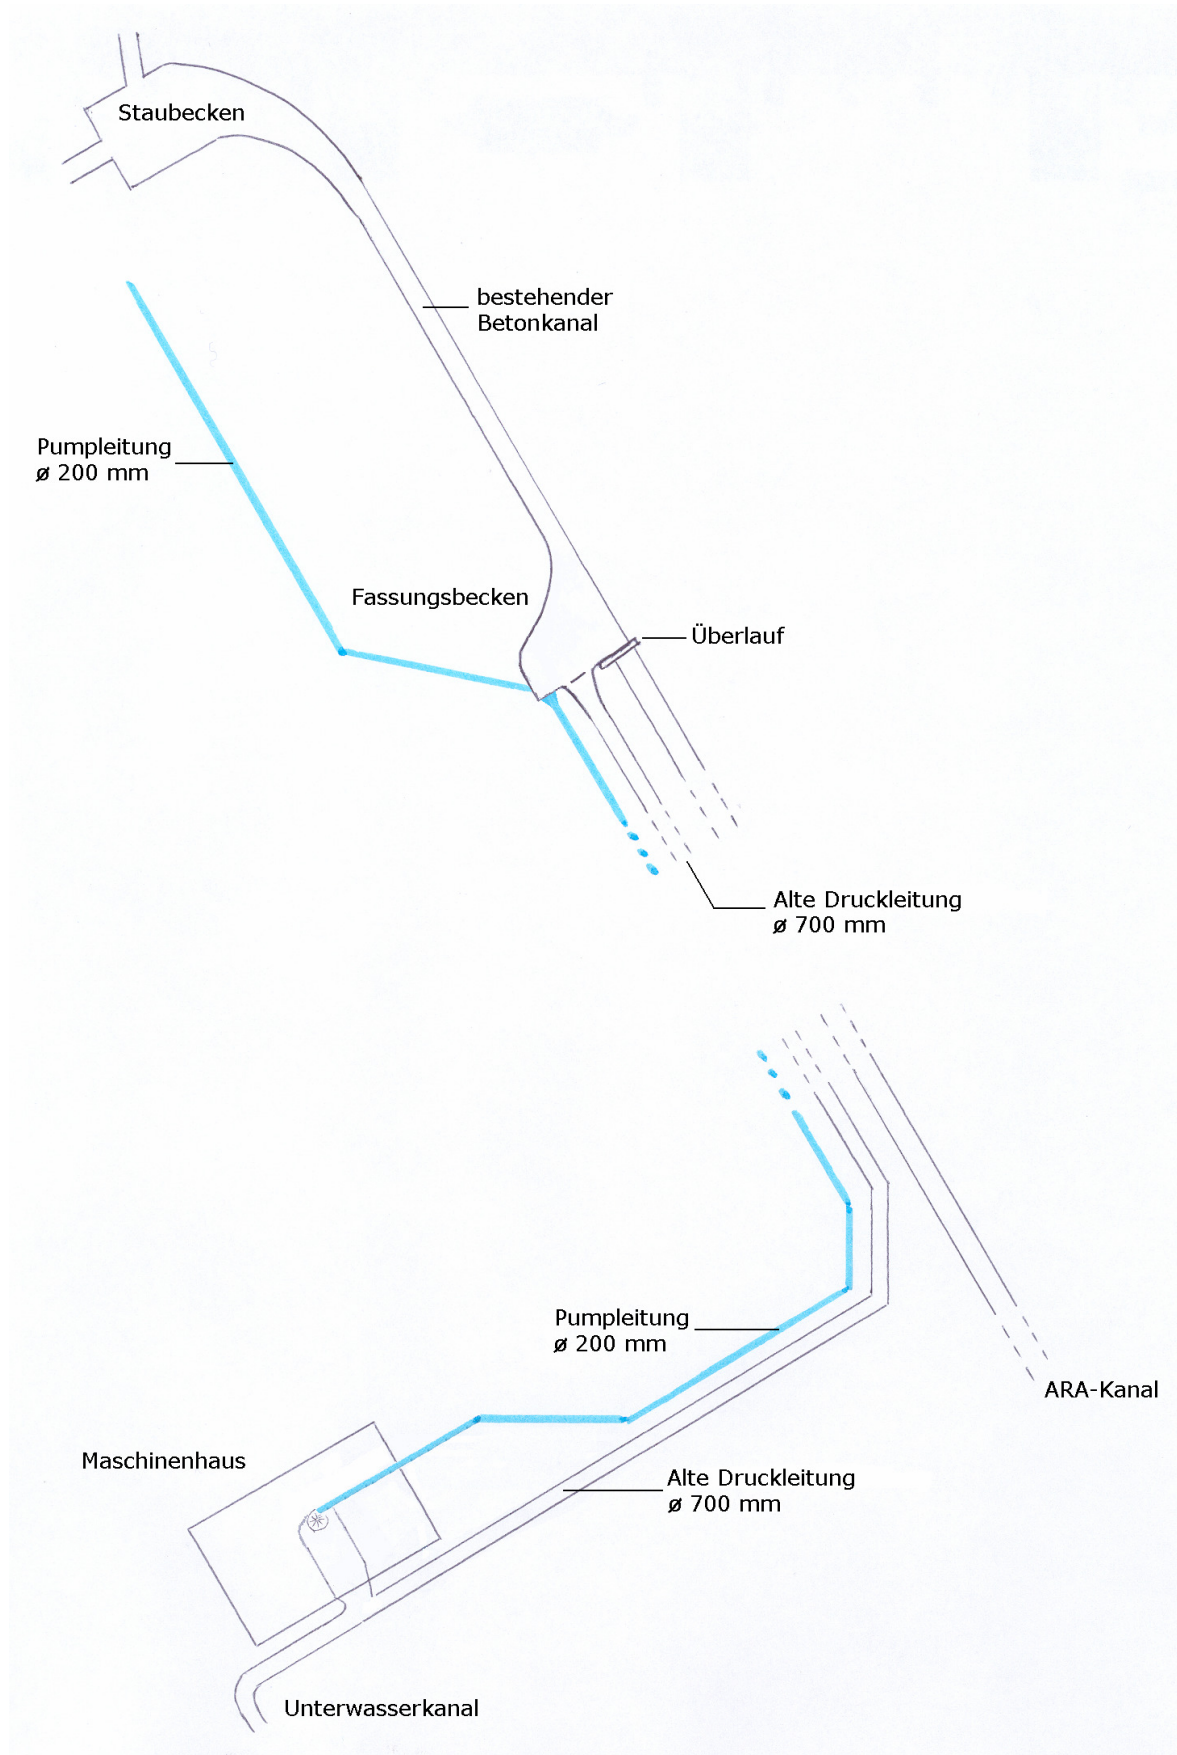 Staubecken
bestehender
Betonkanal
Pumpleitung
ø 200 mm
Fassungsbecken
Überlauf
Alte Druckleitung
ø 700 mm
Pumpleitung
ø 200 mm
ARA-Kanal
Maschinenhaus
Alte Druckleitung
ø 700 mm
Unterwasserkanal